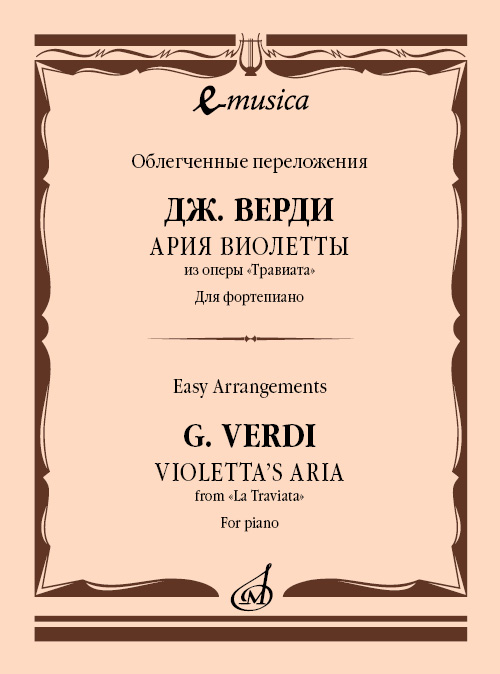 e-musica
Облегченные переложения
ДЖ. ВЕРДИ
АРИЯ ВИОЛЕТТЫ
из оперы «Травиата»
Для фортепиано
Easy Arrangements
G. VERDI
VIOLETTA’S ARIA
from «La Traviata»
For piano